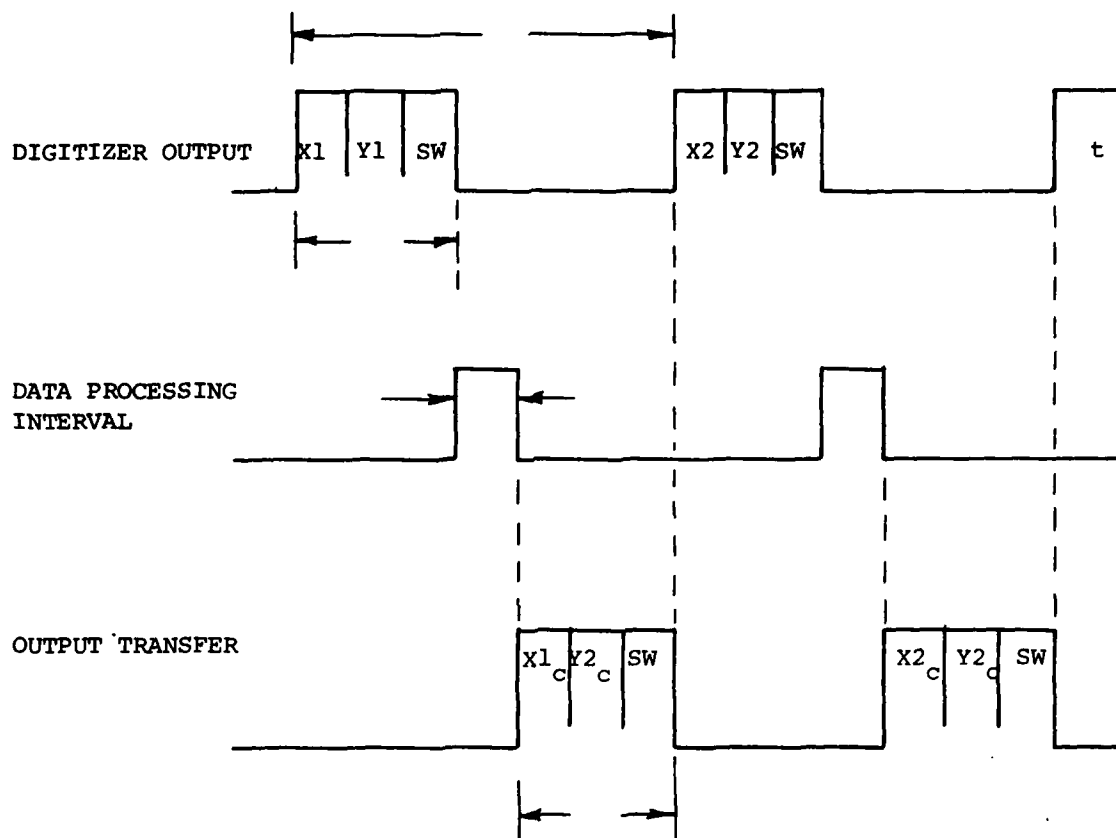 DIGITIZER OUTPUT X1 Y1 SW X2 Y2 SW t
DATA PROCESSING
INTERVAL
OUTPUT TRANSFER X1c Y2c SW X2c Y2c SW